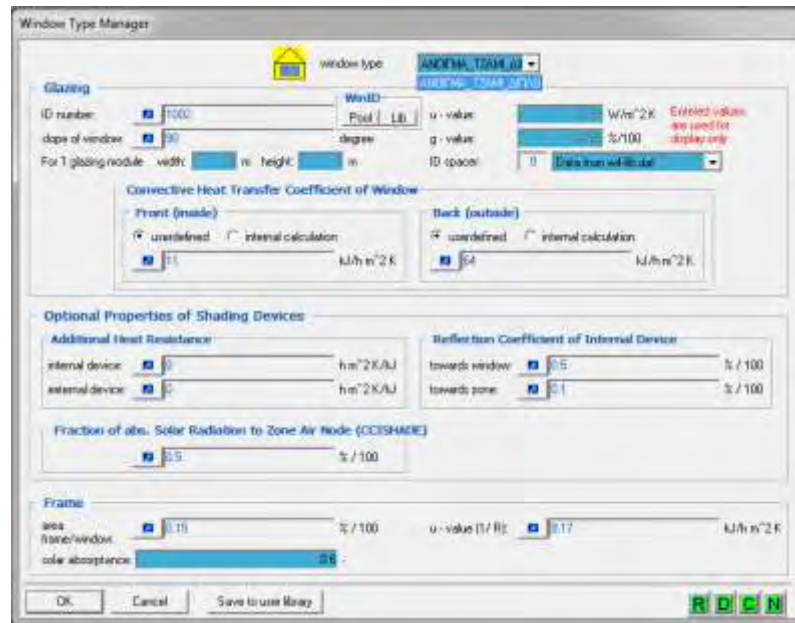 Window Type Manager
window type:
Glazing
WinID
ID number: 1000 Pool Lib u - value: W/m^2 K Entered values
are used for
slope of window: 90 degree g - value: %/100 display only
For 1 glazing module: width: m height: m ID spacer: 0
Convective Heat Transfer Coefficient of Window
Front (inside) Back (outside)
userdefined internal calculation userdefined internal calculation
11 kJ/h m^2 K 64 kJ/h m^2 K
Optional Properties of Shading Devices
Additional Heat Resistance Reflection Coefficient of Internal Device
internal device: 0 h m^2 K/kJ towards window: 0.5 % / 100
external device: 0 h m^2 K/kJ towards zone: 0.1 % / 100
Fraction of abs. Solar Radiation to Zone Air Node (CCISHADE)
0.5 % / 100
Frame
area
frame/window: 0.15 % / 100 u - value (1/ R): 8.17 kJ/h m^2 K
solar absorptance: 0.6 -
OK Cancel Save to user library R D C N